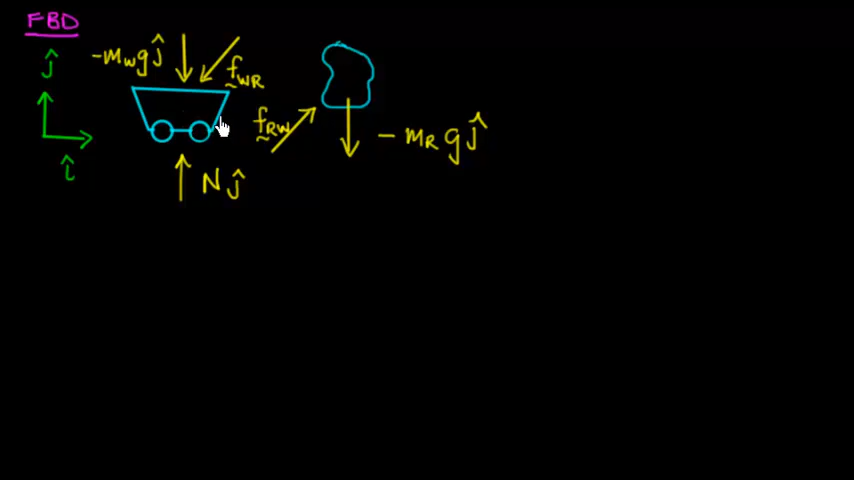 FBD
ĵ
î
-m_W g ĵ
f_WR
N ĵ
f_RW
- m_R g ĵ